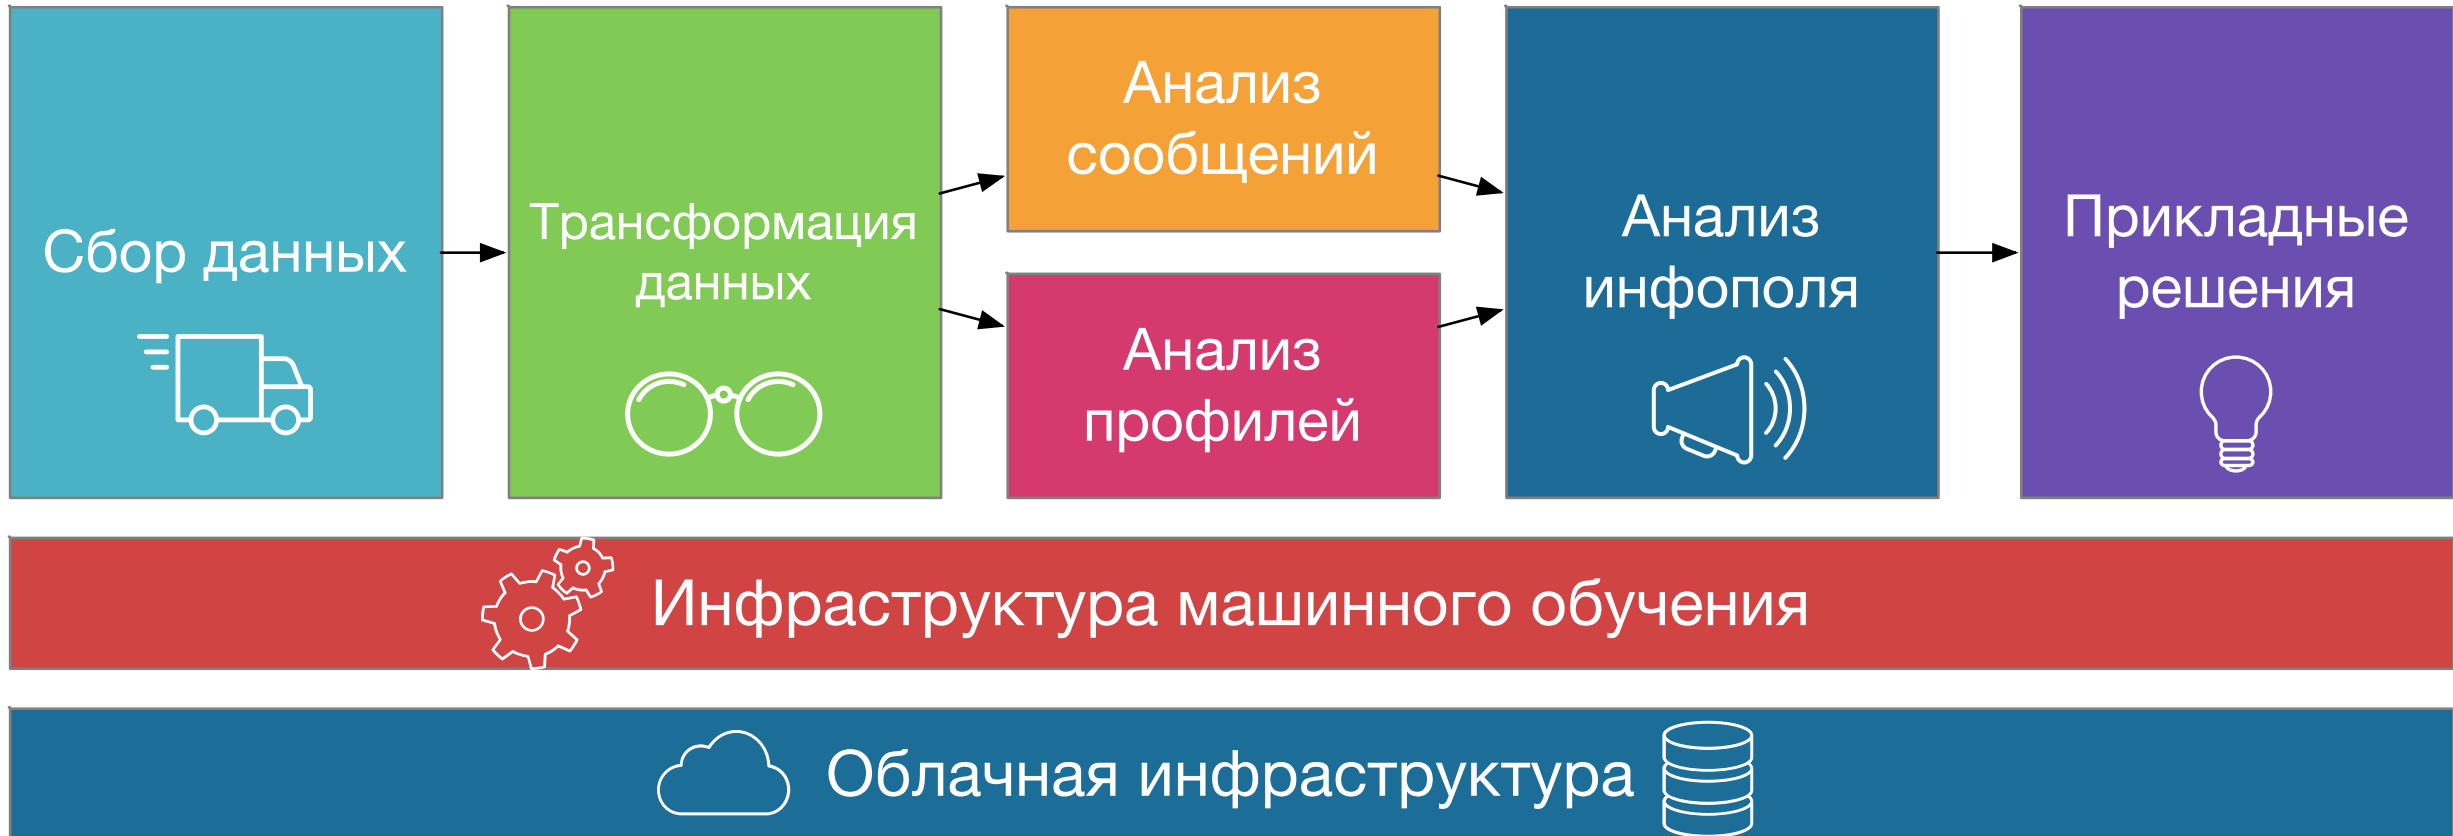 Сбор данных
Трансформация
данных
Анализ
сообщений
Анализ
профилей
Анализ
инфополя
Прикладные
решения
Инфраструктура машинного обучения
Облачная инфраструктура